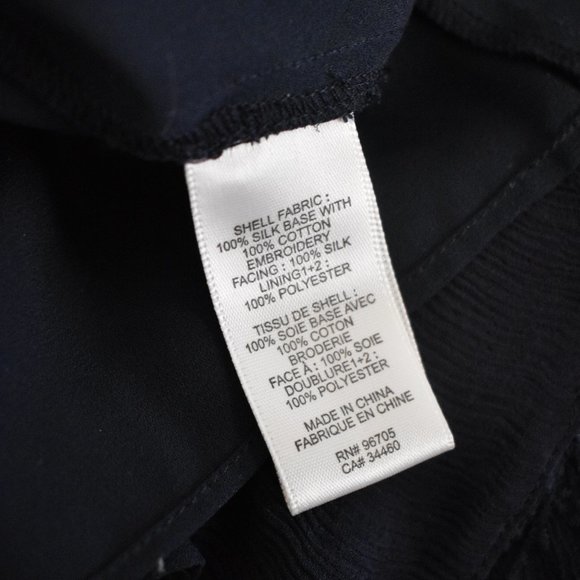 SHELL FABRIC :
100% SILK BASE WITH
100% COTTON
EMBROIDERY
FACING : 100% SILK
LINING1+2 :
100% POLYESTER
TISSU DE SHELL :
100% SOIE BASE AVEC
100% COTON
BRODERIE
FACE À : 100% SOIE
DOUBLURE1+2 :
100% POLYESTER
MADE IN CHINA
FABRIQUE EN CHINE
RN# 96705
CA# 34460